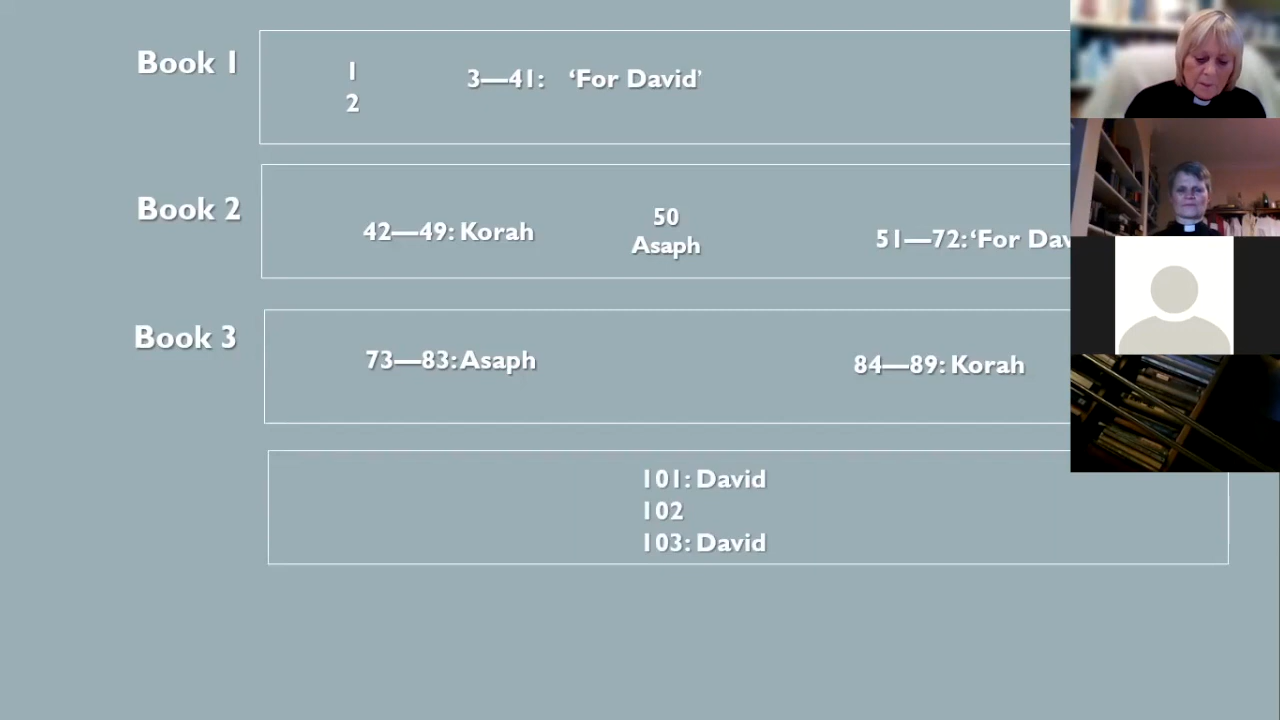 Book 1
1
2
3—41: ‘For David’
Book 2
42—49: Korah
50
Asaph
51—72: ‘For Dav
Book 3
73—83: Asaph
84—89: Korah
101: David
102
103: David